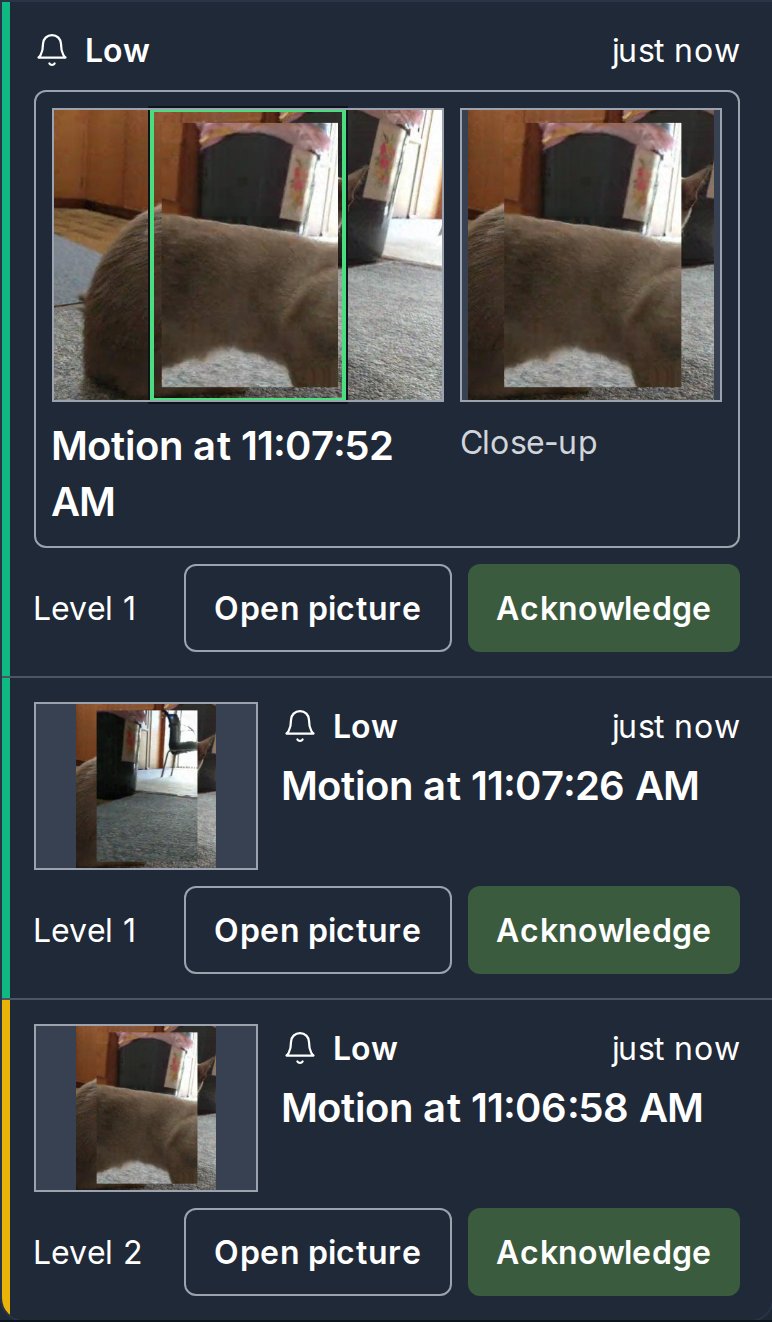 Low just now
Motion at 11:07:52
AM
Close-up
Level 1 Open picture Acknowledge
Low just now
Motion at 11:07:26 AM
Level 1 Open picture Acknowledge
Low just now
Motion at 11:06:58 AM
Level 2 Open picture Acknowledge